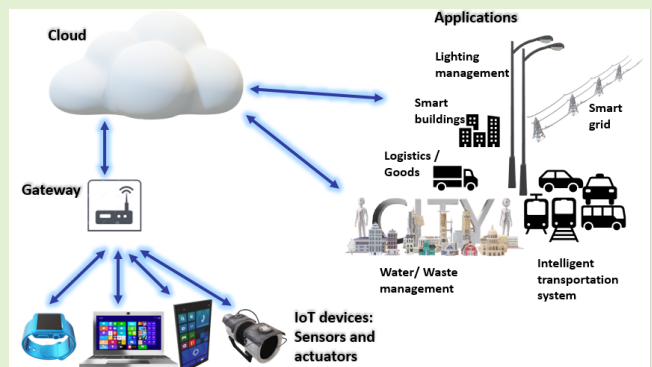 Applications
Cloud
Lighting
management
Smart
buildings
Smart
grid
Logistics /
Goods
Gateway
CITY
Water/ Waste
management
Intelligent
transportation
system
IoT devices:
Sensors and
actuators